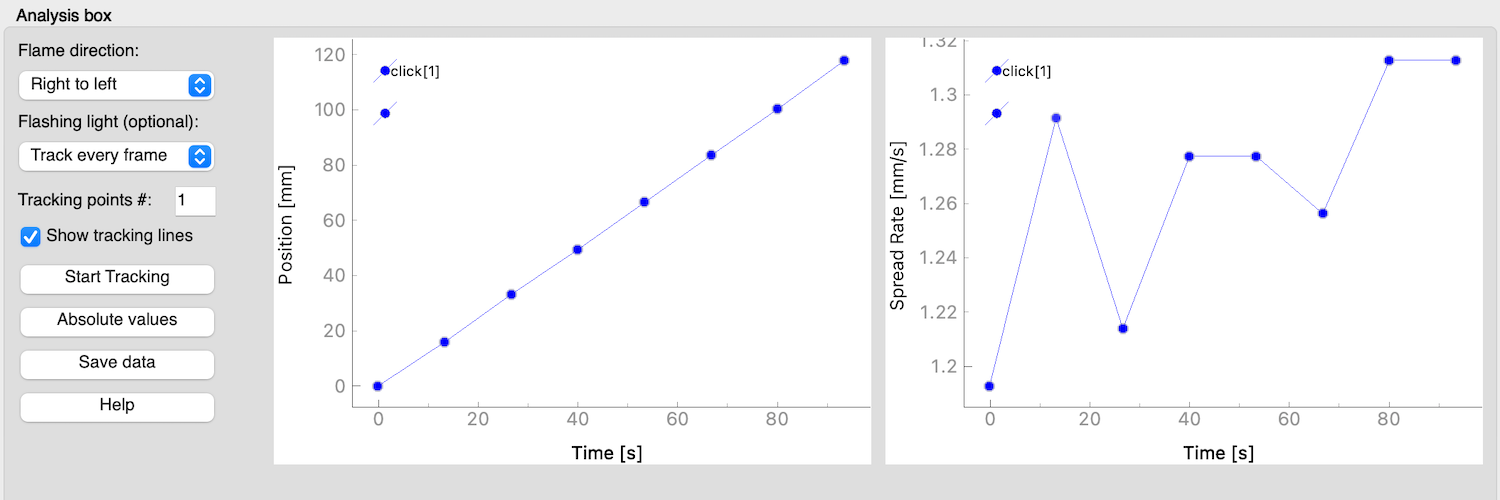 Analysis box
Flame direction:
Right to left
Flashing light (optional):
Track every frame
Tracking points #:
1
Show tracking lines
Start Tracking
Absolute values
Save data
Help
click[1]
Position [mm]
120
100
80
60
40
20
0
0 20 40 60 80
Time [s]
click[1]
Spread Rate [mm/s]
1.32
1.3
1.28
1.26
1.24
1.22
1.2
0 20 40 60 80
Time [s]